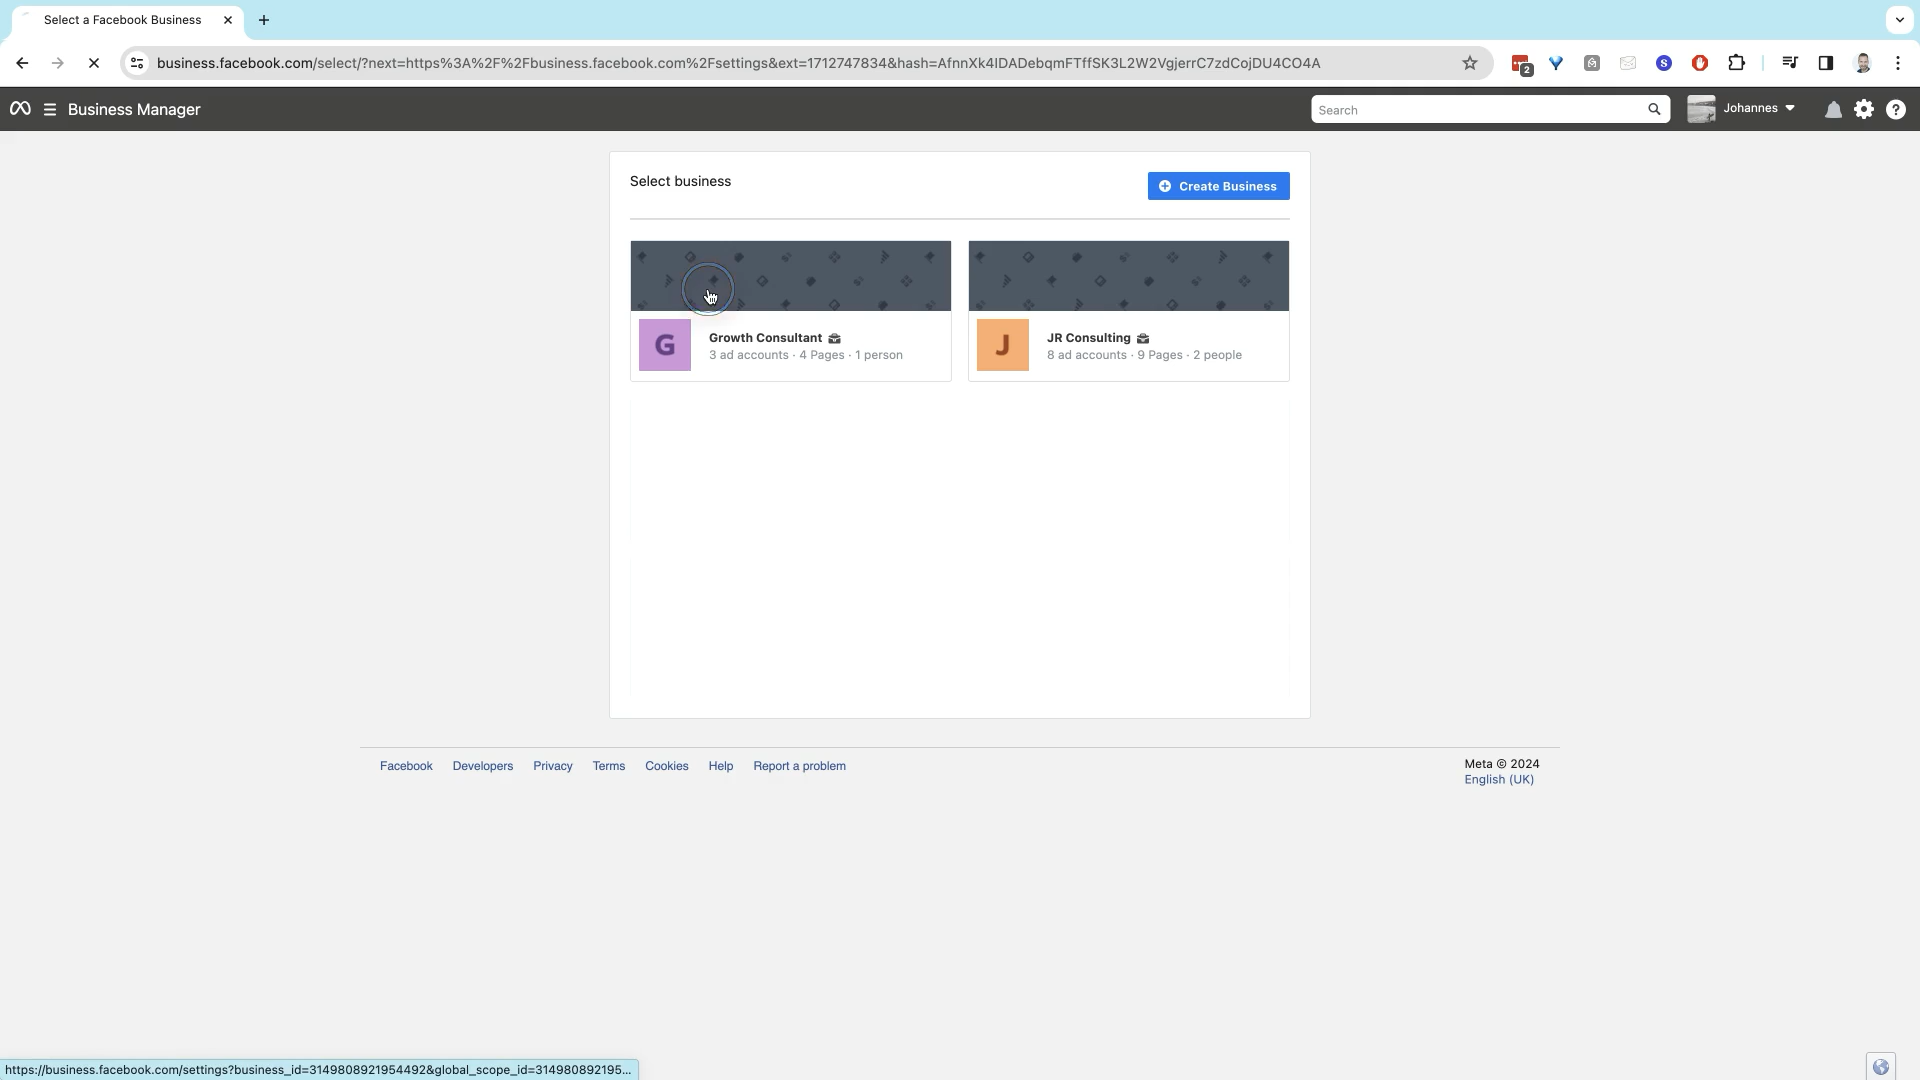 Select a Facebook Business
business.facebook.com/select/?next=https%3A%2F%2Fbusiness.facebook.com%2Fsettings&ext=1712747834&hash=AfnnXk4IDADebqmFTffSK3L2W2VgjerrC7zdCojDU4CO4A
2
S
Business Manager
Search
Johannes
?
Select business
Create Business
G
Growth Consultant
3 ad accounts · 4 Pages · 1 person
J
JR Consulting
8 ad accounts · 9 Pages · 2 people
Facebook Developers Privacy Terms Cookies Help Report a problem
Meta © 2024
English (UK)
https://business.facebook.com/settings?business_id=3149808921954492&global_scope_id=314980892195...